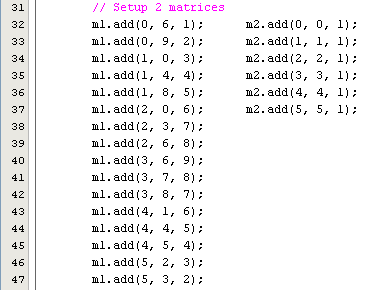 31 // Setup 2 matrices
32 m1.add(0, 6, 1); m2.add(0, 0, 1);
33 m1.add(0, 9, 2); m2.add(1, 1, 1);
34 m1.add(1, 0, 3); m2.add(2, 2, 1);
35 m1.add(1, 4, 4); m2.add(3, 3, 1);
36 m1.add(1, 8, 5); m2.add(4, 4, 1);
37 m1.add(2, 0, 6); m2.add(5, 5, 1);
38 m1.add(2, 3, 7);
39 m1.add(2, 6, 8);
40 m1.add(3, 6, 9);
41 m1.add(3, 7, 8);
42 m1.add(3, 8, 7);
43 m1.add(4, 1, 6);
44 m1.add(4, 4, 5);
45 m1.add(4, 5, 4);
46 m1.add(5, 2, 3);
47 m1.add(5, 3, 2);